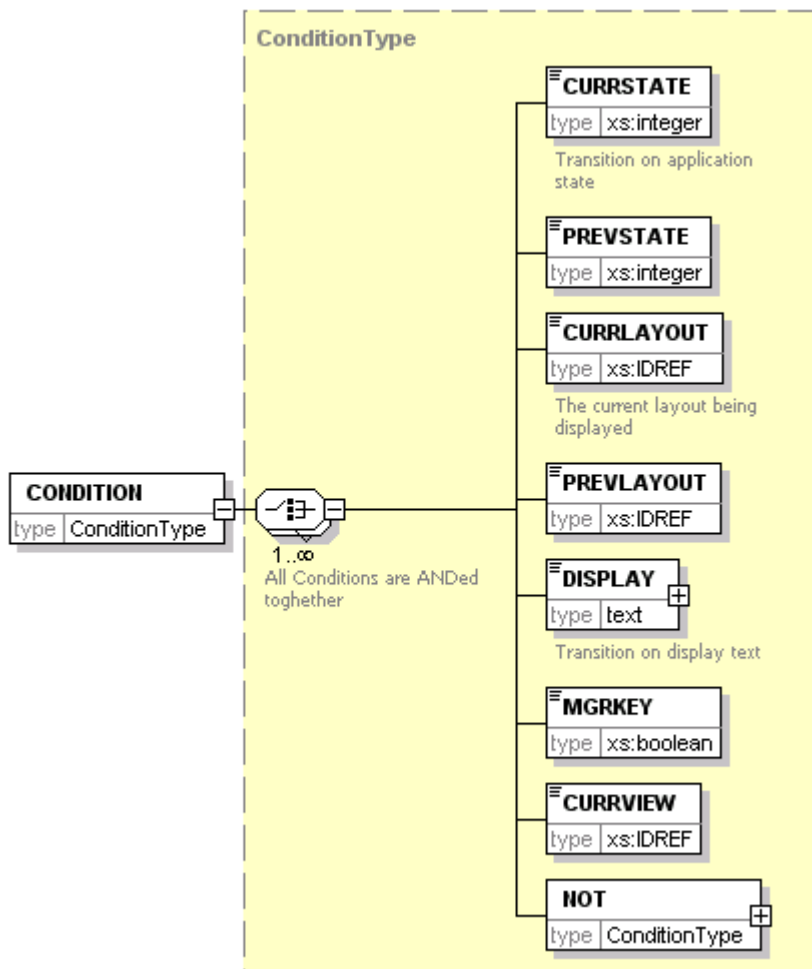 ConditionType
CURRSTATE
type xs:integer
Transition on application
state
PREVSTATE
type xs:integer
CURRLAYOUT
type xs:IDREF
The current layout being
displayed
CONDITION
type ConditionType
1..∞
All Conditions are ANDed
toghether
PREVLAYOUT
type xs:IDREF
DISPLAY
type text
Transition on display text
MGRKEY
type xs:boolean
CURRVIEW
type xs:IDREF
NOT
type ConditionType